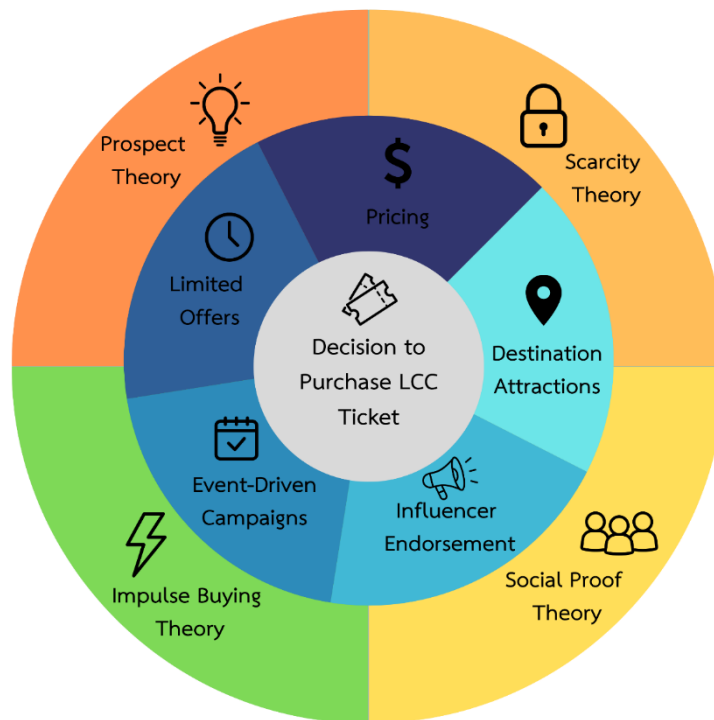 Prospect
Theory
Scarcity
Theory
$
Pricing
Limited
Offers
Destination
Attractions
Decision to
Purchase LCC
Ticket
Event-Driven
Campaigns
Influencer
Endorsement
Impulse Buying
Theory
Social Proof
Theory